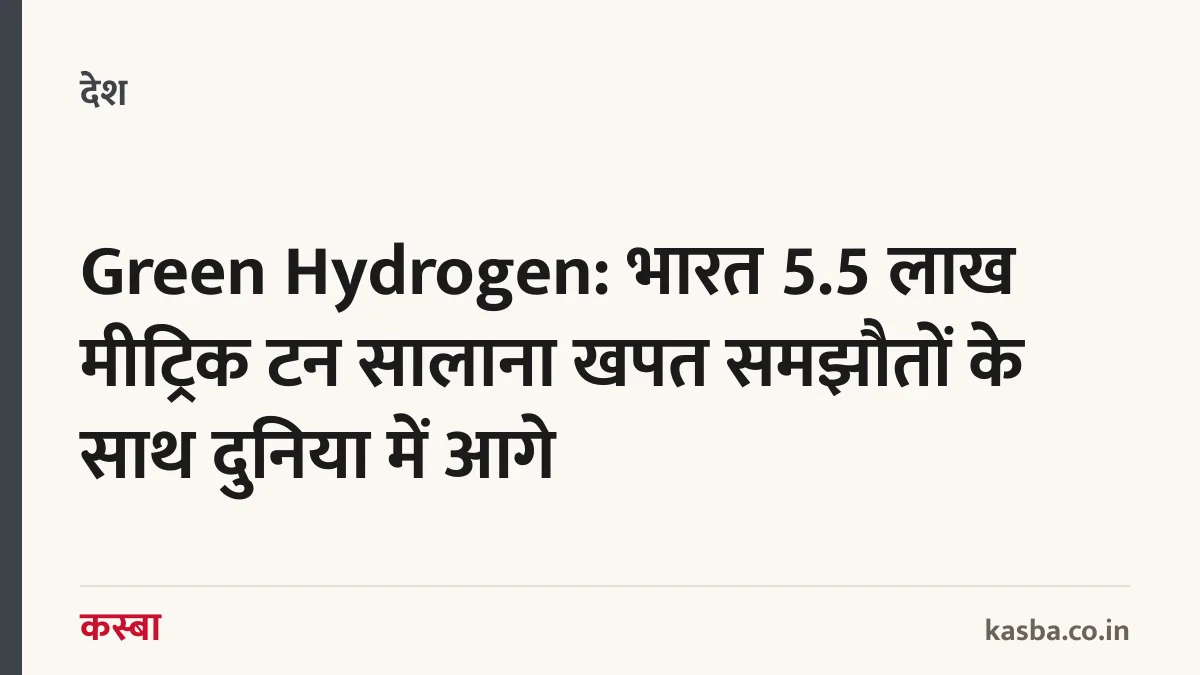 देश
Green Hydrogen: भारत 5.5 लाख
मीट्रिक टन सालाना खपत समझौतों के
साथ दुनिया में आगे
कस्बा
kasba.co.in